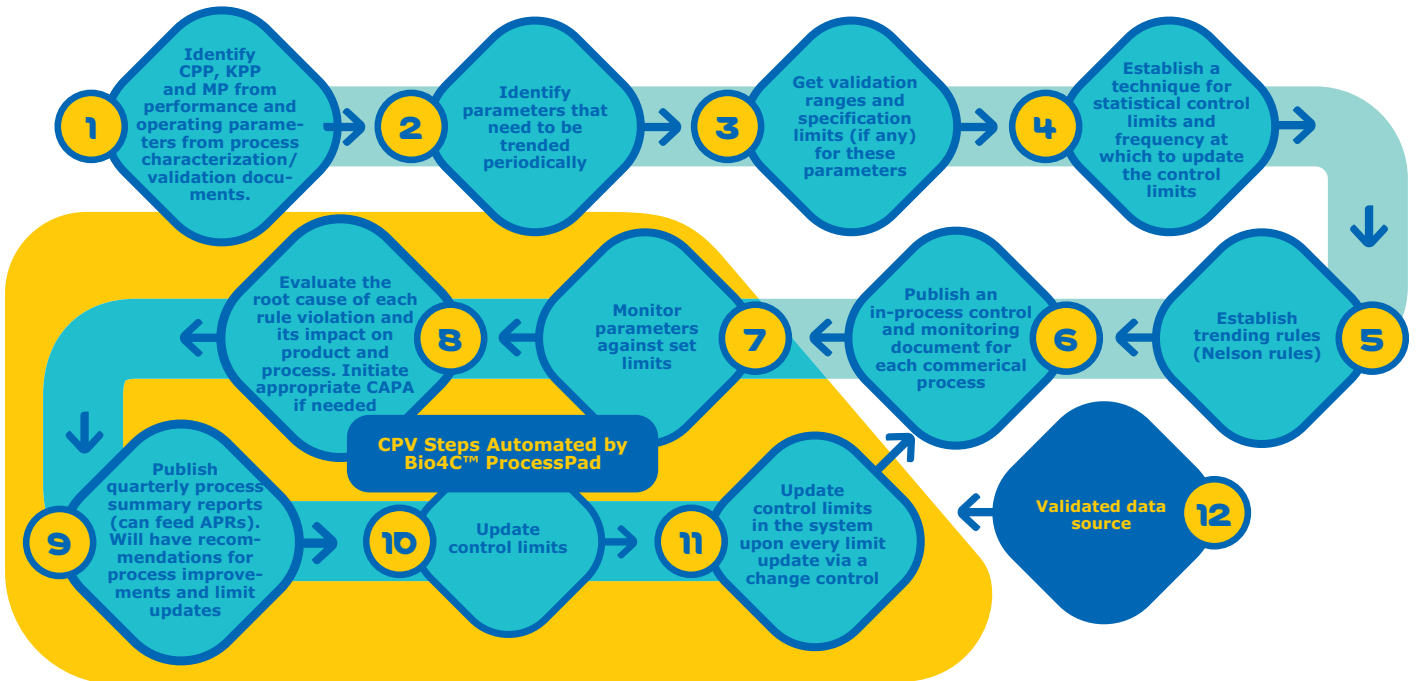 1
Identify
CPP, KPP
and MP from
performance and
operating parame-
ters from process
characterization/
validation docu-
ments.
2
Identify
parameters that
need to be
trended
periodically
3
Get validation
ranges and
specification
limits (if any)
for these
parameters
4
Establish a
technique for
statistical control
limits and
frequency at
which to update
the control
limits
5
Establish
trending rules
(Nelson rules)
6
Publish an
in-process control
and monitoring
document for
each commerical
process
7
Monitor
parameters
against set
limits
8
Evaluate the
root cause of each
rule violation and
its impact on
product and
process. Initiate
appropriate CAPA
if needed
CPV Steps Automated by
Bio4C™ ProcessPad
9
Publish
quarterly process
summary reports
(can feed APRs).
Will have recom-
mendations for
process improve-
ments and limit
updates
10
Update
control limits
11
Update
control limits
in the system
upon every limit
update via a
change control
12
Validated data
source